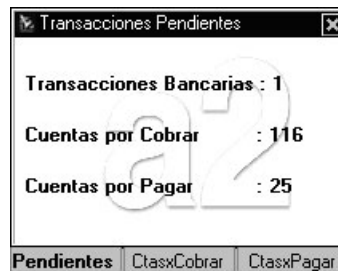 Transacciones Pendientes
Transacciones Bancarias : 1
Cuentas por Cobrar : 116
Cuentas por Pagar : 25
a2
Pendientes CtasxCobrar CtasxPagar